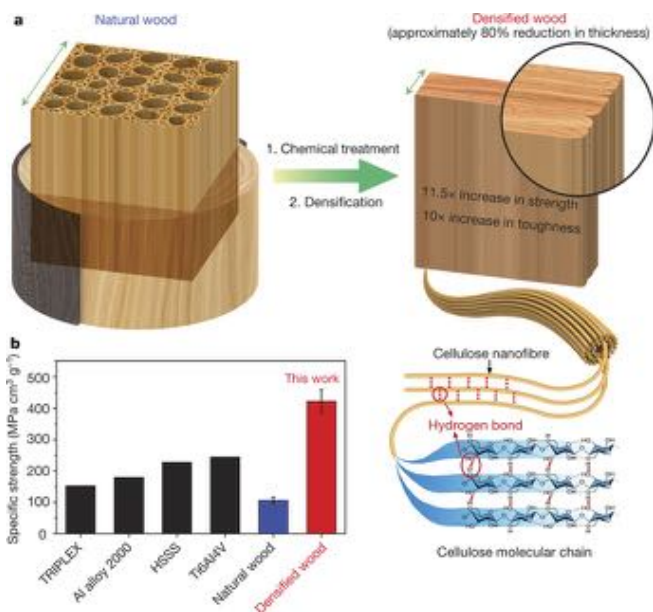 a
Natural wood
Densified wood
(approximately 80% reduction in thickness)
1. Chemical treatment
2. Densification
11.5× increase in strength
10× increase in toughness
b
Specific strength (MPa cm³ g⁻¹)
500
400
300
200
100
0
This work
TRIPLEX
Al alloy 2000
HSSS
Ti6Al4V
Natural wood
Densified wood
Cellulose nanofibre
Hydrogen bond
Cellulose molecular chain